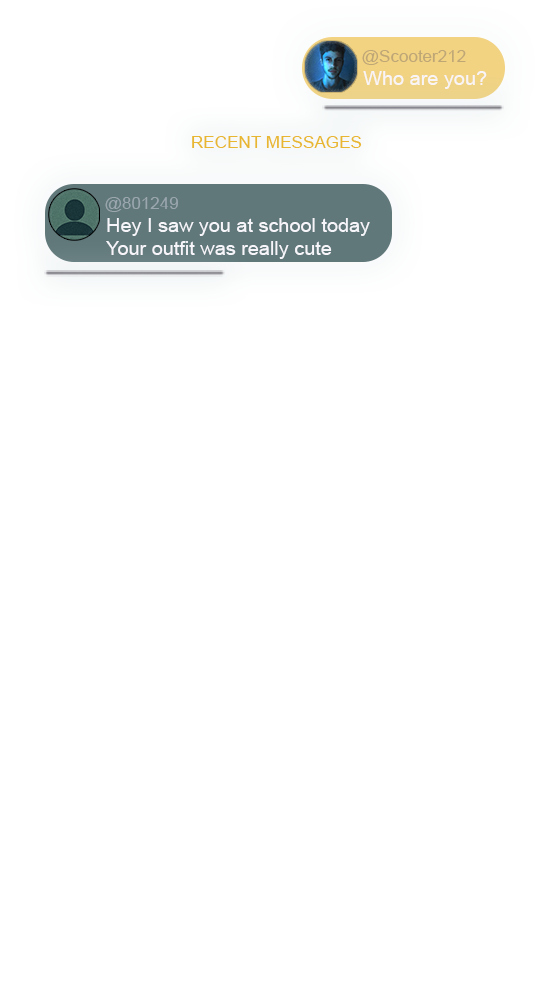 @Scooter212
Who are you?
RECENT MESSAGES
@801249
Hey I saw you at school today
Your outfit was really cute